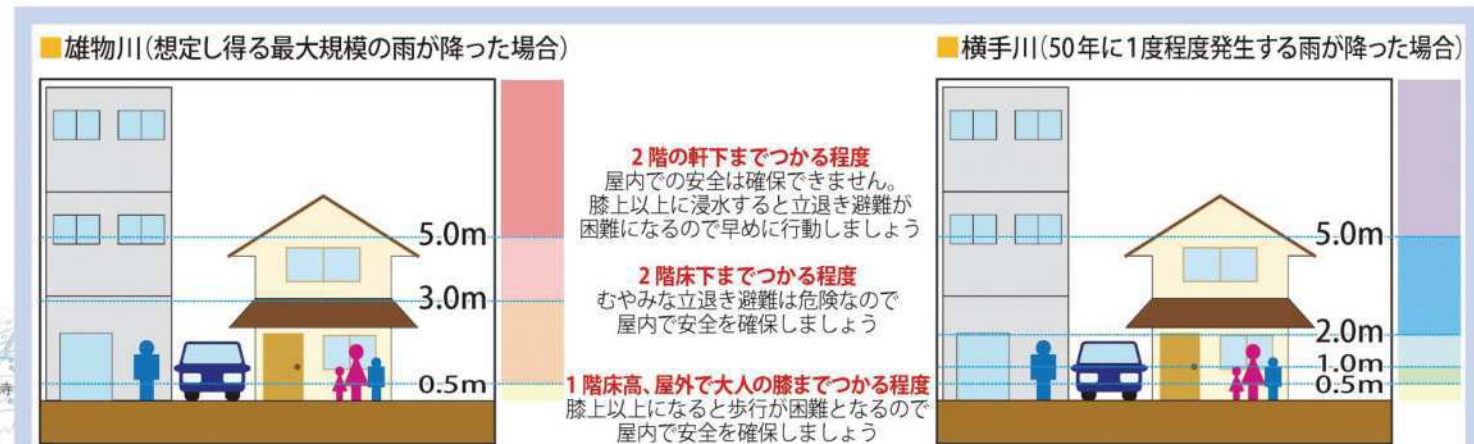 ■雄物川(想定し得る最大規模の雨が降った場合)
5.0m
3.0m
0.5m
2階の軒下までつかる程度
屋内での安全は確保できません。
膝上以上に浸水すると立退き避難が
困難になるので早めに行動しましょう
2階床下までつかる程度
むやみな立退き避難は危険なので
屋内で安全を確保しましょう
1階床高、屋外で大人の膝までつかる程度
膝上以上になると歩行が困難となるので
屋内で安全を確保しましょう
■横手川(50年に1度程度発生する雨が降った場合)
5.0m
2.0m
1.0m
0.5m
寺